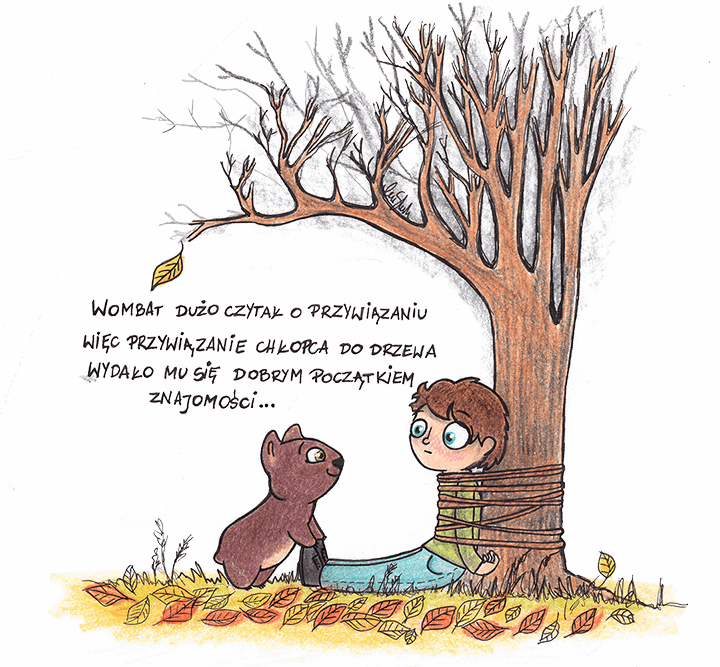 WOMBAT DUŻO CZYTAŁ O PRZYWIĄZANIU
WIĘC PRZYWIĄZANIE CHŁOPCA DO DRZEWA
WYDAŁO MU SIĘ DOBRYM POCZĄTKIEM
ZNAJOMOŚCI...